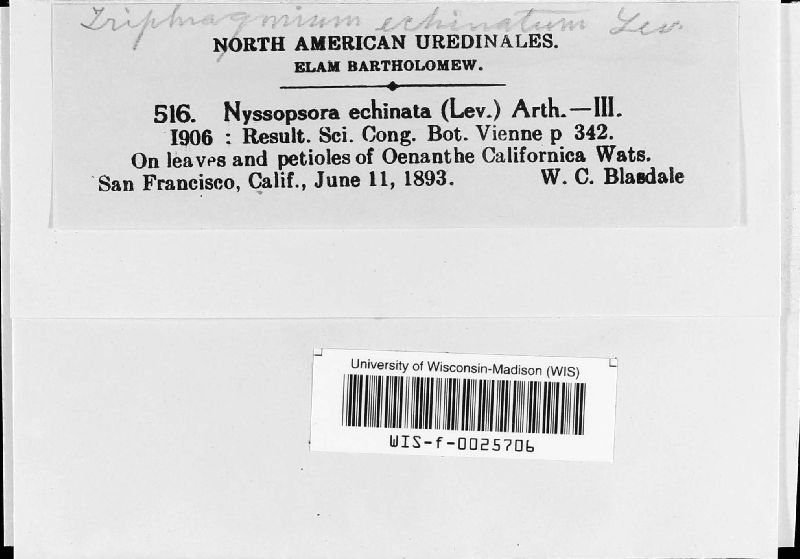 Triphragmium echinatum Lev.
NORTH AMERICAN UREDINALES.
ELAM BARTHOLOMEW.
516. Nyssopsora echinata (Lev.) Arth.—III.
1906 : Result. Sci. Cong. Bot. Vienne p 342.
On leaves and petioles of Oenanthe Californica Wats.
San Francisco, Calif., June 11, 1893. W. C. Blasdale
University of Wisconsin-Madison (WIS)
WIS-f-0025706